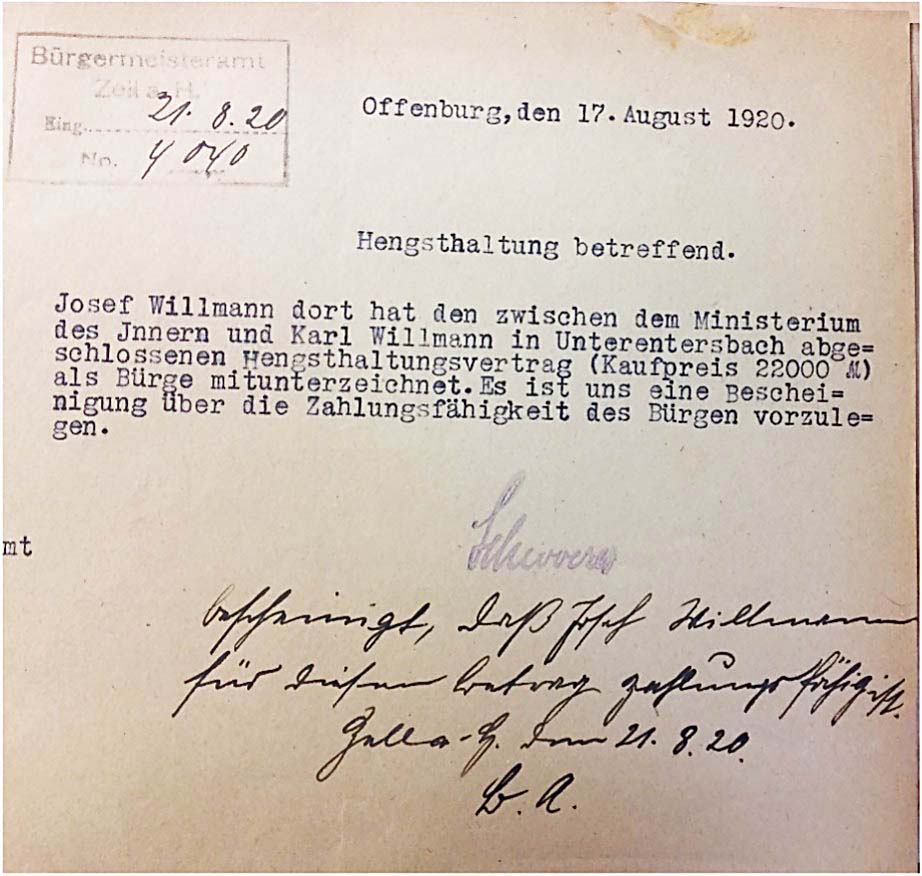 Bürgermeisteramt
Zell a. H.
Eing. 21. 8. 20
No. 4040
Offenburg,den 17. August 1920.
Hengsthaltung betreffend.
Josef Willmann dort hat den zwischen dem Ministerium
des Jnnern und Karl Willmann in Unterentersbach abge=
schlossenen Hengsthaltungsvertrag (Kaufpreis 22000 M)
als Bürge mitunterzeichnet.Es ist uns eine Beschei=
nigung über die Zahlungsfähigkeit des Bürgen vorzule=
gen.
mt
bescheinigt, daß Josef Willmann
für diesen Betrag zahlungsfähig ist.
Zell a. H. den 21. 8. 20.
B. A.